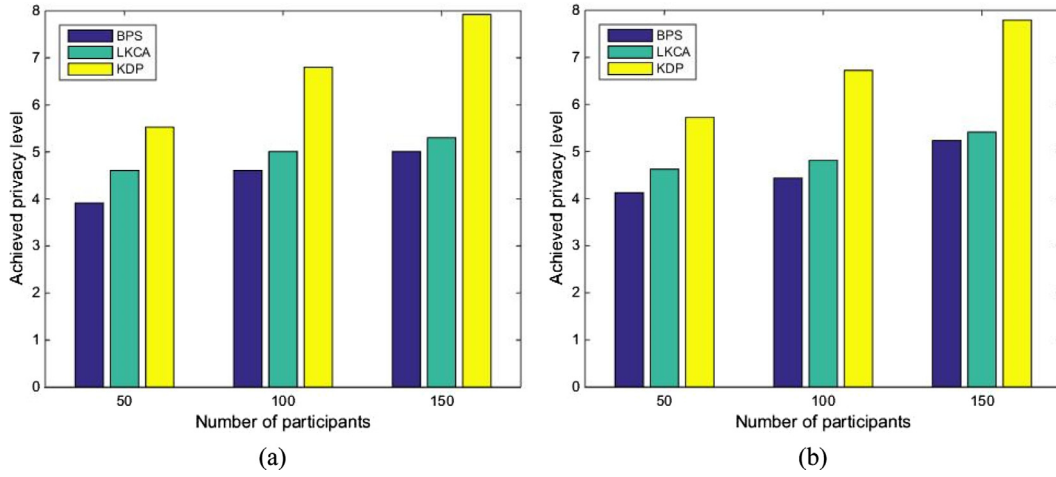 8
7
6
5
4
3
2
1
0
Achieved privacy level
BPS
LKCA
KDP
50 100 150
Number of participants
(a)
8
7
6
5
4
3
2
1
0
Achieved privacy level
BPS
LKCA
KDP
50 100 150
Number of participants
(b)